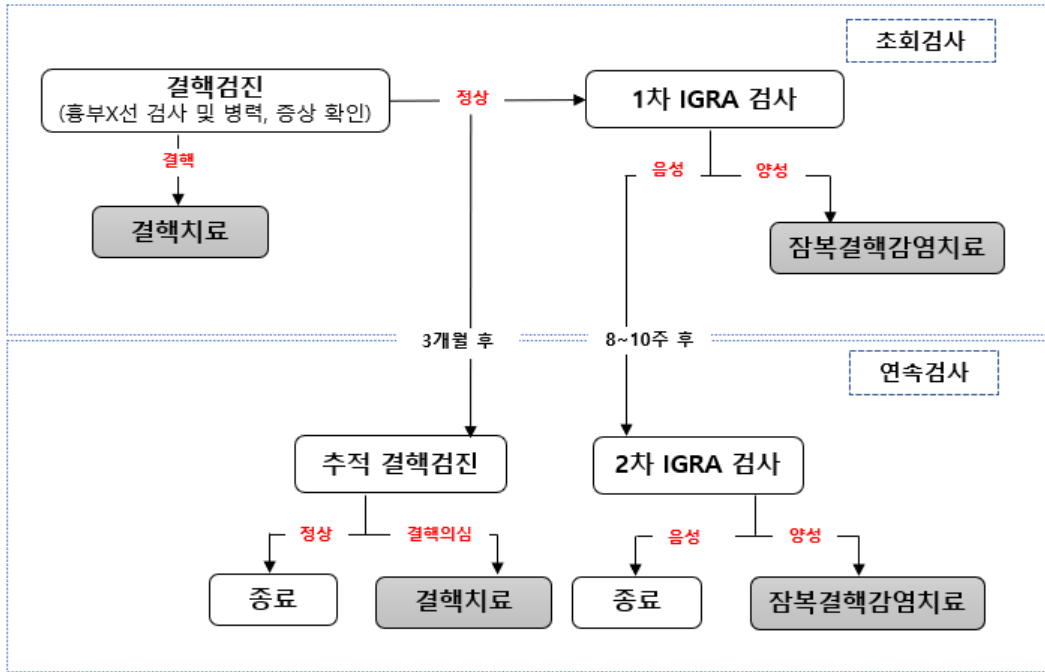 초회검사
결핵검진
(흉부X선 검사 및 병력, 증상 확인)
정상
1차 IGRA 검사
결핵
음성
양성
결핵치료
잠복결핵감염치료
3개월 후
8~10주 후
연속검사
추적 결핵검진
2차 IGRA 검사
정상
결핵의심
음성
양성
종료
결핵치료
종료
잠복결핵감염치료